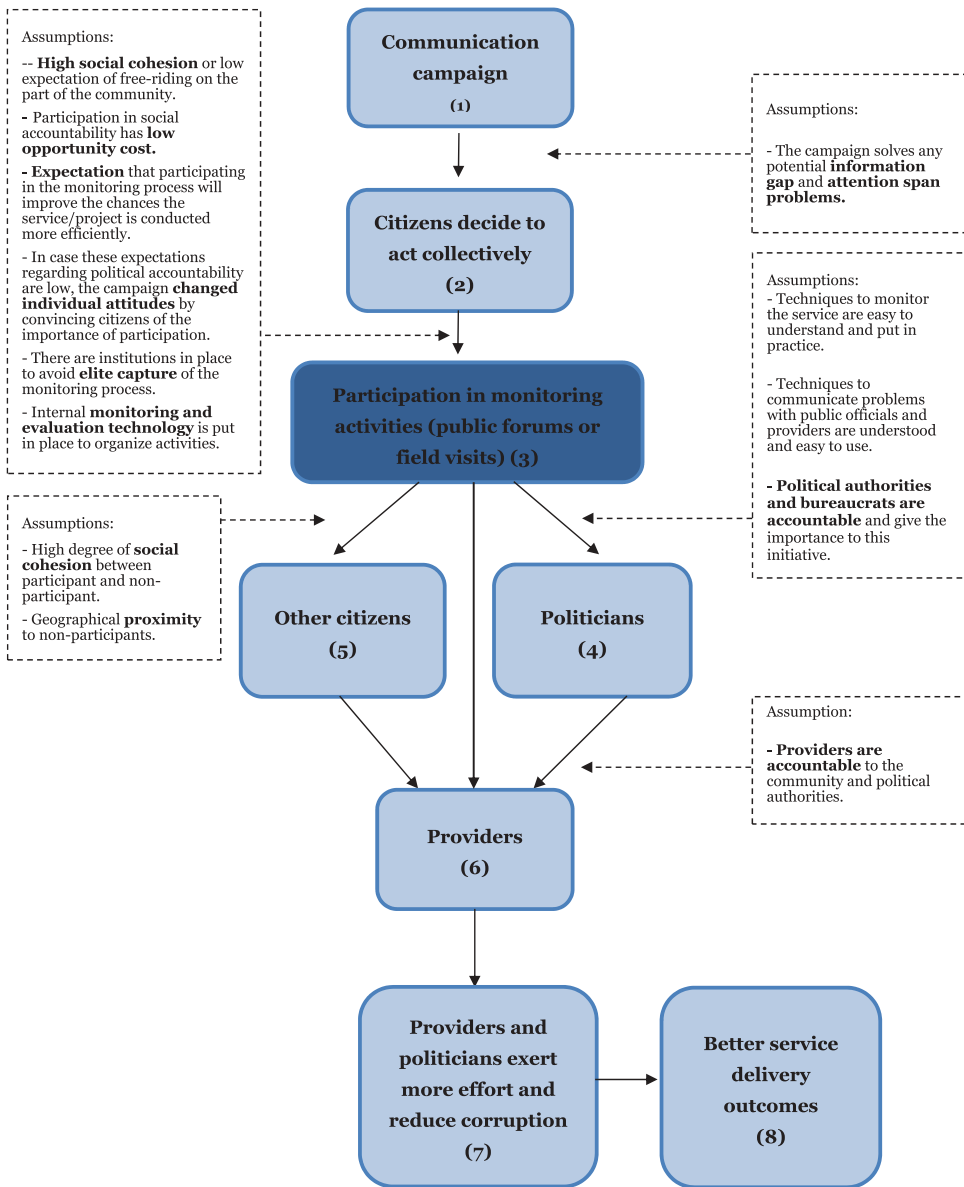 Communication
campaign
(1)
Assumptions:
-- High social cohesion or low
expectation of free-riding on the
part of the community.
- Participation in social
accountability has low
opportunity cost.
- Expectation that participating
in the monitoring process will
improve the chances the
service/project is conducted
more efficiently.
- In case these expectations
regarding political accountability
are low, the campaign changed
individual attitudes by
convincing citizens of the
importance of participation.
- There are institutions in place
to avoid elite capture of the
monitoring process.
- Internal monitoring and
evaluation technology is put
in place to organize activities.
Assumptions:
- The campaign solves any
potential information
gap and attention span
problems.
Citizens decide to
act collectively
(2)
Assumptions:
- Techniques to monitor
the service are easy to
understand and put in
practice.
- Techniques to
communicate problems
with public officials and
providers are understood
and easy to use.
- Political authorities
and bureaucrats are
accountable and give the
importance to this
initiative.
Participation in monitoring
activities (public forums or
field visits) (3)
Assumptions:
- High degree of social
cohesion between
participant and non-
participant.
- Geographical proximity
to non-participants.
Other citizens
(5)
Politicians
(4)
Assumption:
- Providers are
accountable to the
community and political
authorities.
Providers
(6)
Providers and
politicians exert
more effort and
reduce corruption
(7)
Better service
delivery
outcomes
(8)